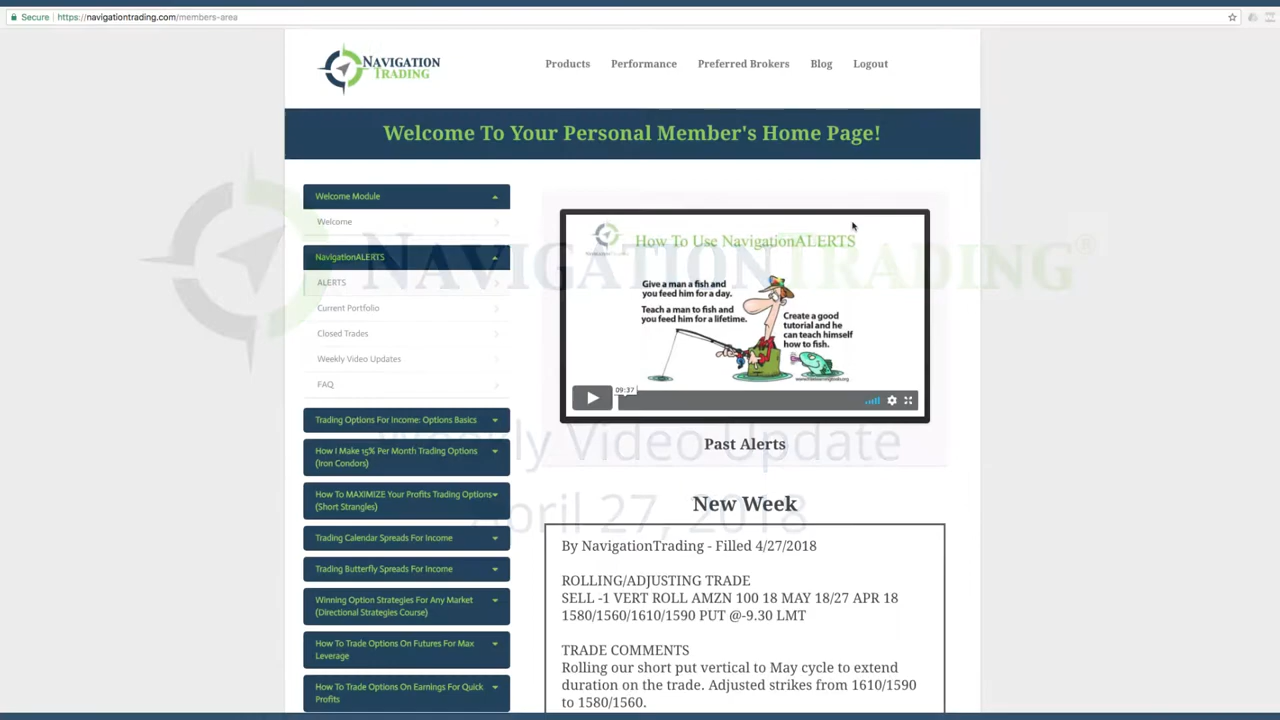 Secure
https://navigationtrading.com/members-area
NAVIGATION
TRADING
Products Performance Preferred Brokers Blog Logout
Welcome To Your Personal Member's Home Page!
Welcome Module
Welcome
NavigationALERTS
ALERTS
Current Portfolio
Closed Trades
Weekly Video Updates
FAQ
Trading Options For Income: Options Basics
How I Make 15% Per Month Trading Options
(Iron Condors)
How To MAXIMIZE Your Profits Trading Options
(Short Strangles)
Trading Calendar Spreads For Income
Trading Butterfly Spreads For Income
Winning Option Strategies For Any Market
(Directional Strategies Course)
How To Trade Options On Futures For Max
Leverage
How To Trade Options On Earnings For Quick
Profits
How To Use NavigationALERTS
Give a man a fish and
you feed him for a day.
Teach a man to fish and
you feed him for a lifetime.
Create a good
tutorial and he
can teach himself
how to fish.
09:37
Past Alerts
New Week
By NavigationTrading - Filled 4/27/2018
ROLLING/ADJUSTING TRADE
SELL -1 VERT ROLL AMZN 100 18 MAY 18/27 APR 18
1580/1560/1610/1590 PUT @-9.30 LMT
TRADE COMMENTS
Rolling our short put vertical to May cycle to extend
duration on the trade. Adjusted strikes from 1610/1590
to 1580/1560.
NAVIGATIONTRADING®
Weekly Video Update
April 27, 2018